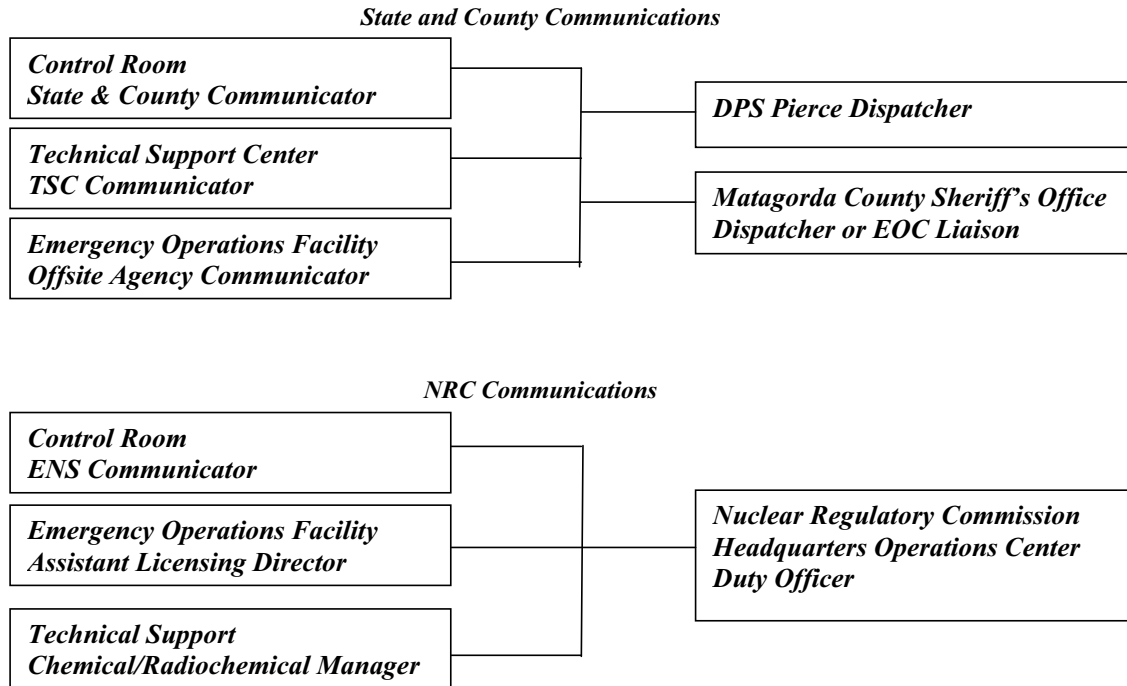 State and County Communications
Control Room
State & County Communicator
DPS Pierce Dispatcher
Technical Support Center
TSC Communicator
Matagorda County Sheriff's Office
Dispatcher or EOC Liaison
Emergency Operations Facility
Offsite Agency Communicator
NRC Communications
Control Room
ENS Communicator
Emergency Operations Facility
Assistant Licensing Director
Nuclear Regulatory Commission
Headquarters Operations Center
Duty Officer
Technical Support
Chemical/Radiochemical Manager